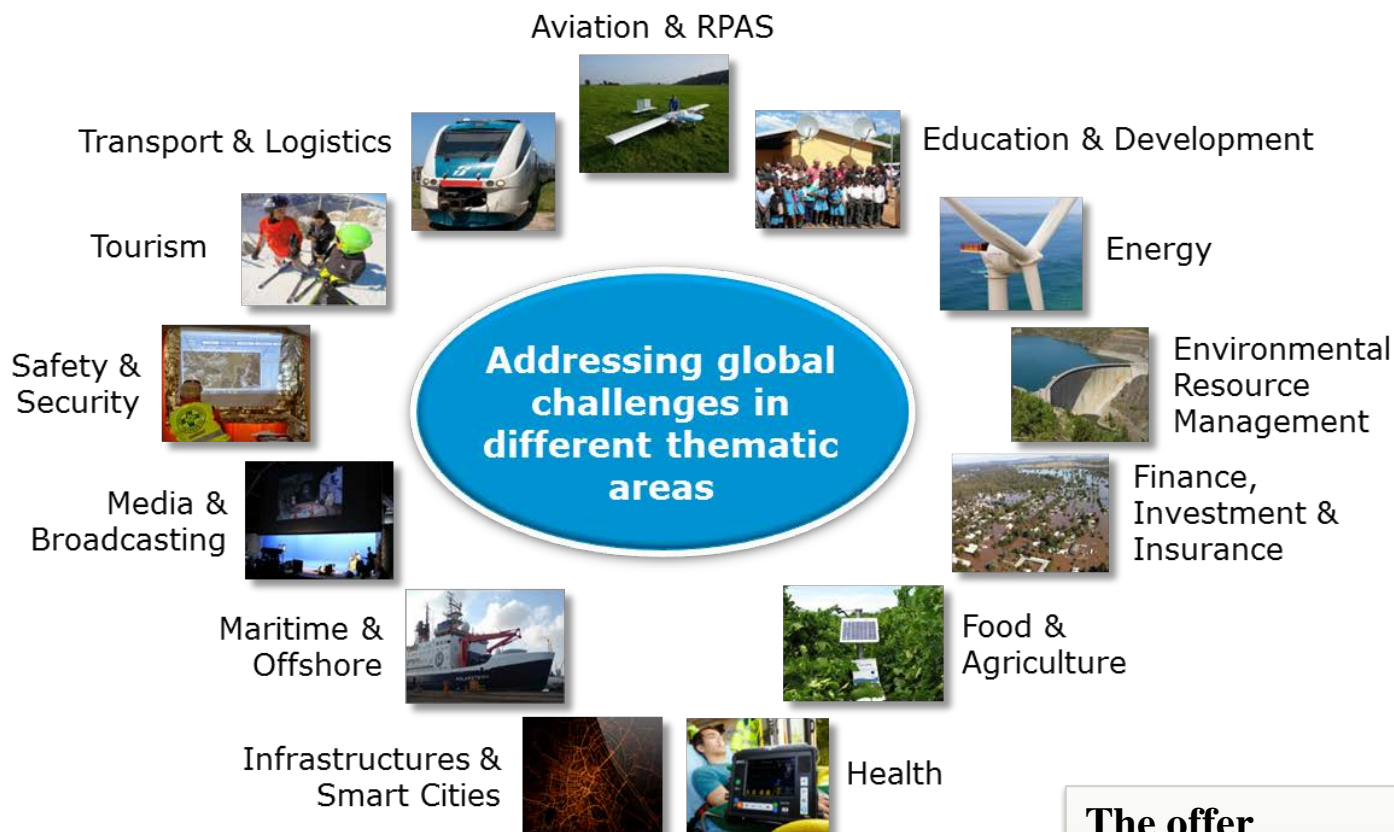 Aviation & RPAS
Transport & Logistics
Education & Development
Tourism
Energy
Safety &
Security
Addressing global
challenges in
different thematic
areas
Environmental
Resource
Management
Media &
Broadcasting
Finance,
Investment &
Insurance
Maritime &
Offshore
Food &
Agriculture
Infrastructures &
Smart Cities
Health
The offer